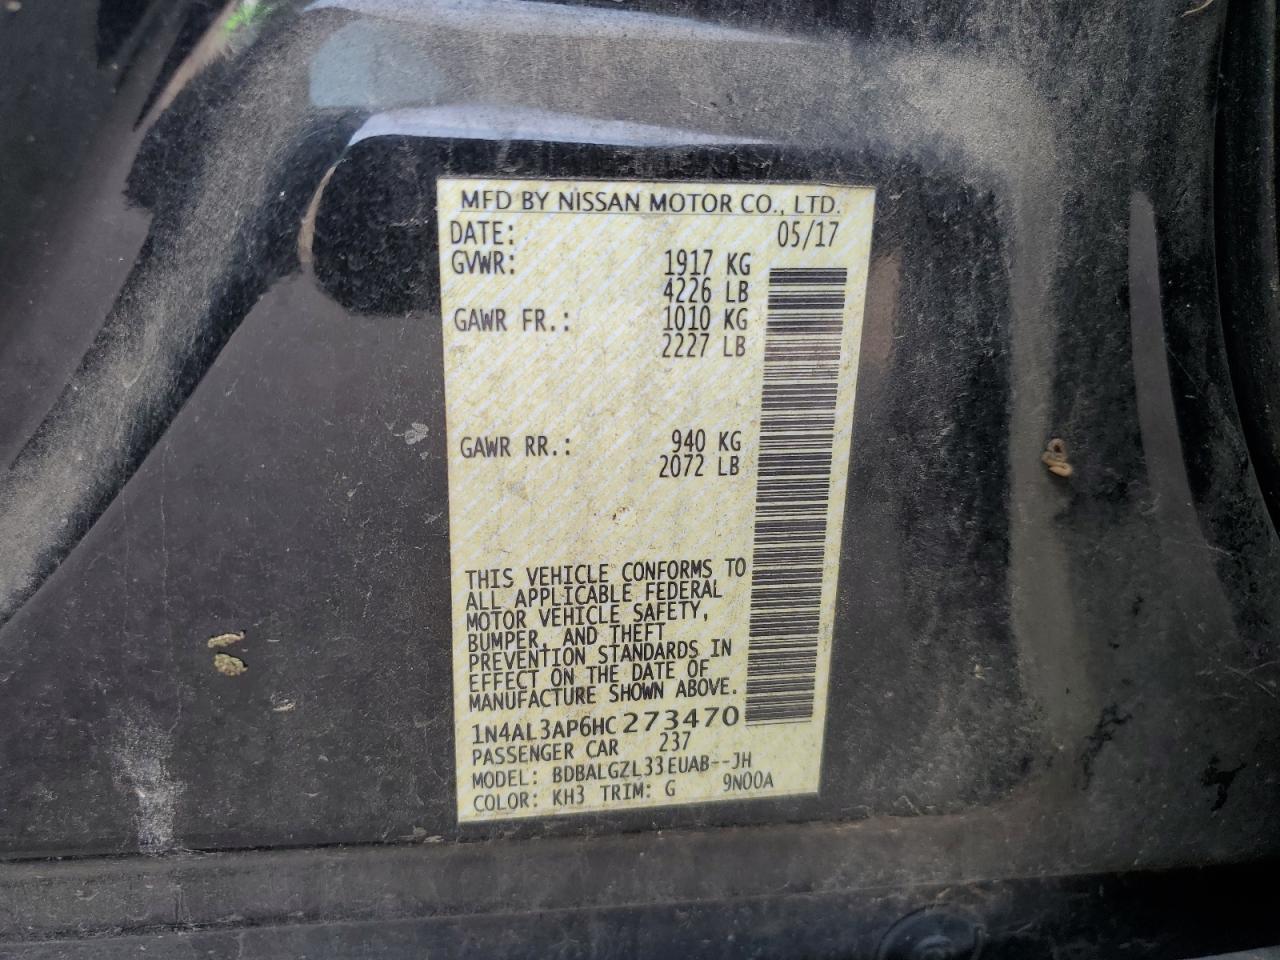 MFD BY NISSAN MOTOR CO., LTD.
DATE: 05/17
GVWR: 1917 KG
4226 LB
GAWR FR.: 1010 KG
2227 LB
GAWR RR.: 940 KG
2072 LB
THIS VEHICLE CONFORMS TO
ALL APPLICABLE FEDERAL
MOTOR VEHICLE SAFETY,
BUMPER, AND THEFT
PREVENTION STANDARDS IN
EFFECT ON THE DATE OF
MANUFACTURE SHOWN ABOVE.
1N4AL3AP6HC 273470
PASSENGER CAR 237
MODEL: BDBALGZL33EUAB--JH
COLOR: KH3 TRIM: G 9N00A